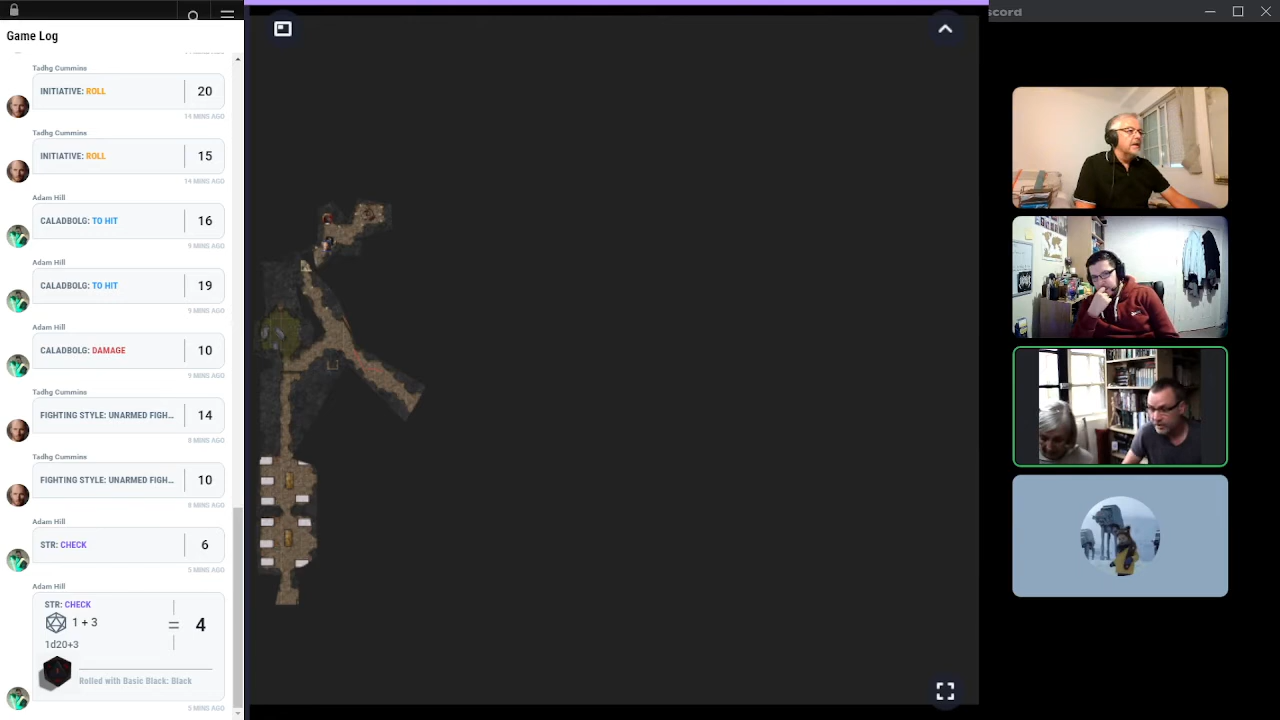 scord
Game Log
Tadhg Cummins
INITIATIVE: ROLL
20
14 MINS AGO
Tadhg Cummins
INITIATIVE: ROLL
15
14 MINS AGO
Adam Hill
CALADBOLG: TO HIT
16
9 MINS AGO
Adam Hill
CALADBOLG: TO HIT
19
9 MINS AGO
Adam Hill
CALADBOLG: DAMAGE
10
9 MINS AGO
Tadhg Cummins
FIGHTING STYLE: UNARMED FIGH...
14
8 MINS AGO
Tadhg Cummins
FIGHTING STYLE: UNARMED FIGH...
10
8 MINS AGO
Adam Hill
STR: CHECK
6
5 MINS AGO
Adam Hill
STR: CHECK
1 + 3 = 4
1d20+3
Rolled with Basic Black: Black
5 MINS AGO